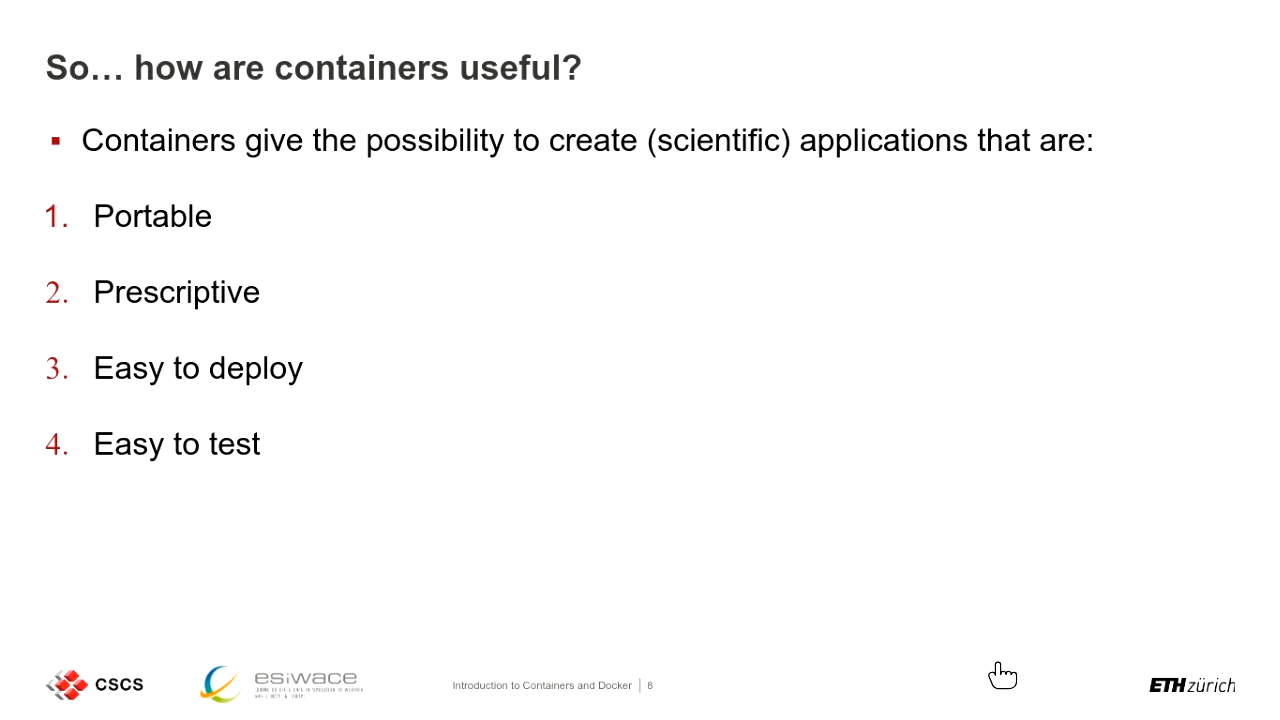 So… how are containers useful?
▪ Containers give the possibility to create (scientific) applications that are:
1. Portable
2. Prescriptive
3. Easy to deploy
4. Easy to test
CSCS
esiwace
Introduction to Containers and Docker | 8
ETH zürich